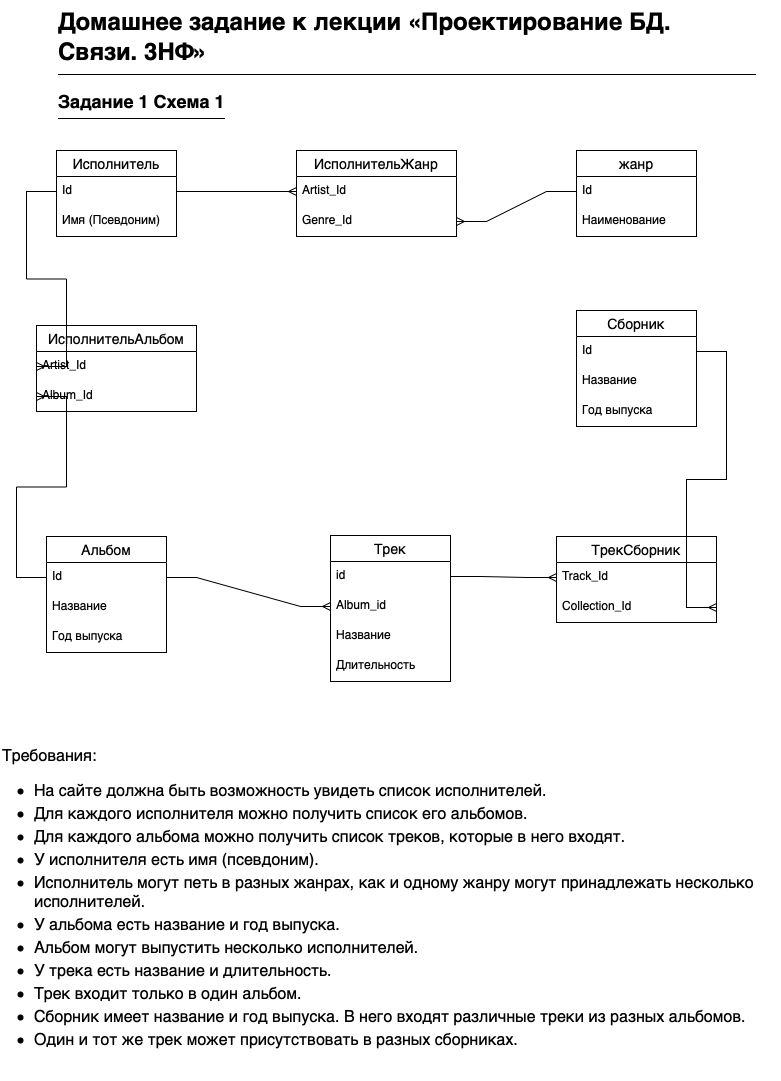 Домашнее задание к лекции «Проектирование БД.
Связи. 3НФ»
Задание 1 Схема 1
Исполнитель
Id
Имя (Псевдоним)
ИсполнительЖанр
Artist_Id
Genre_Id
жанр
Id
Наименование
ИсполнительАльбом
Artist_Id
Album_Id
Сборник
Id
Название
Год выпуска
Альбом
Id
Название
Год выпуска
Трек
id
Album_id
Название
Длительность
ТрекСборник
Track_Id
Collection_Id
Требования:
На сайте должна быть возможность увидеть список исполнителей.
Для каждого исполнителя можно получить список его альбомов.
Для каждого альбома можно получить список треков, которые в него входят.
У исполнителя есть имя (псевдоним).
Исполнитель могут петь в разных жанрах, как и одному жанру могут принадлежать несколько
исполнителей.
У альбома есть название и год выпуска.
Альбом могут выпустить несколько исполнителей.
У трека есть название и длительность.
Трек входит только в один альбом.
Сборник имеет название и год выпуска. В него входят различные треки из разных альбомов.
Один и тот же трек может присутствовать в разных сборниках.